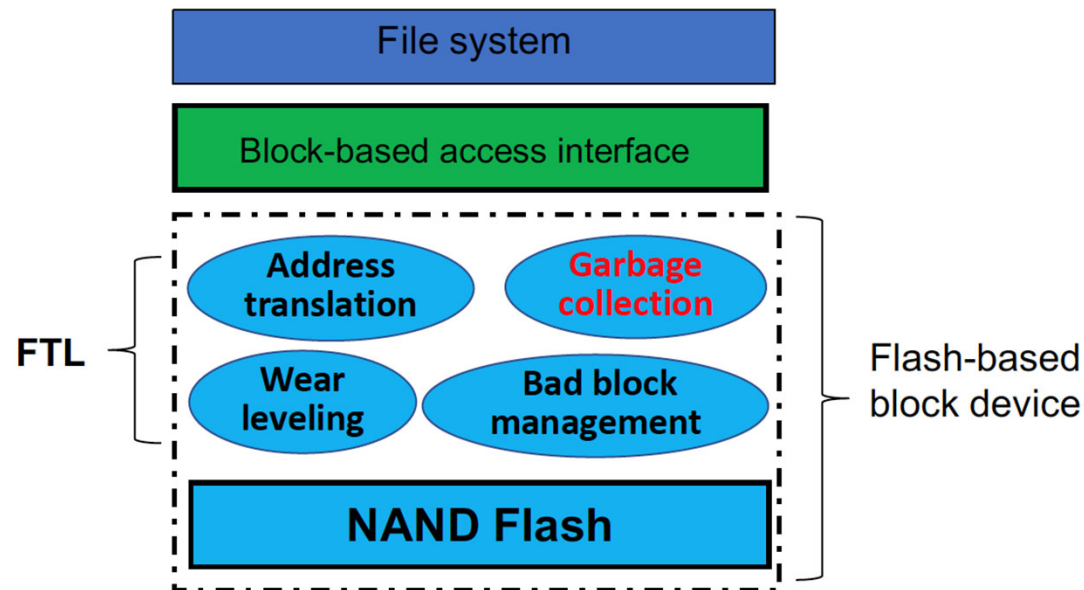 File system
Block-based access interface
Address
translation
Garbage
collection
FTL
Wear
leveling
Bad block
management
Flash-based
block device
NAND Flash